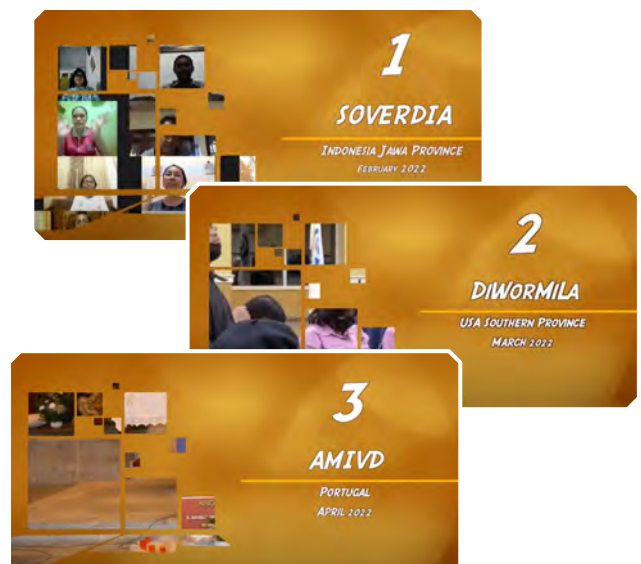 1
SOVERDIA
INDONESIA JAWA PROVINCE
FEBRUARY 2022
2
DIWORMILA
USA SOUTHERN PROVINCE
MARCH 2022
3
AMIVD
PORTUGAL
APRIL 2022